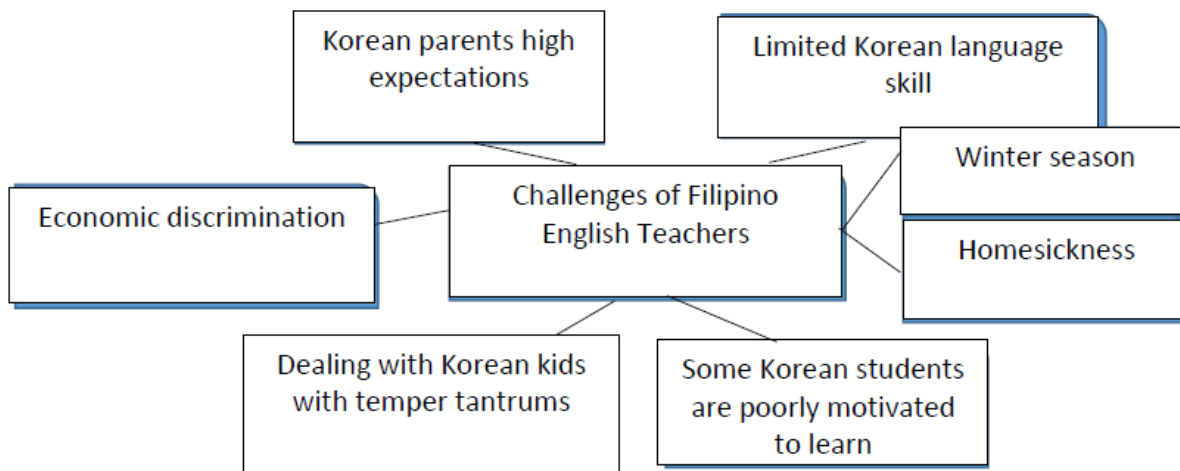 Korean parents high
expectations
Limited Korean language
skill
Winter season
Economic discrimination
Challenges of Filipino
English Teachers
Homesickness
Dealing with Korean kids
with temper tantrums
Some Korean students
are poorly motivated
to learn